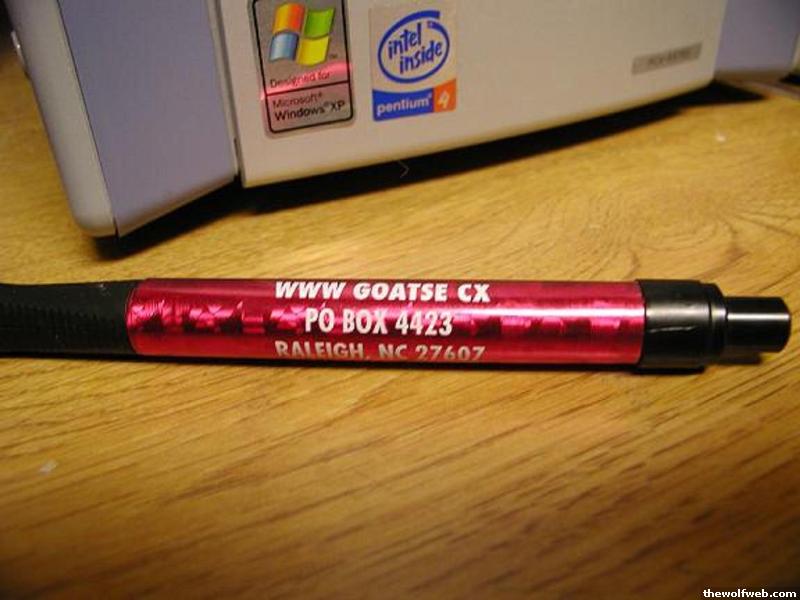 Designed for
Microsoft®
Windows®XP
intel
inside
pentium® 4
WWW GOATSE CX
PO BOX 4423
RALEIGH, NC 27607
thewolfweb.com